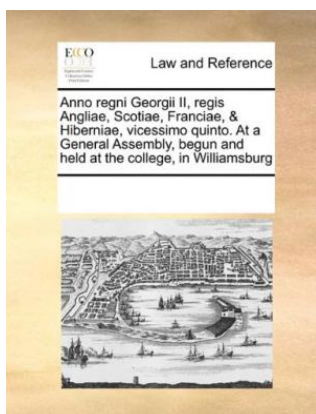 ECCO
Law and Reference
Anno regni Georgii II, regis
Angliae, Scotiae, Franciae, &
Hiberniae, vicessimo quinto. At a
General Assembly, begun and
held at the college, in Williamsburg